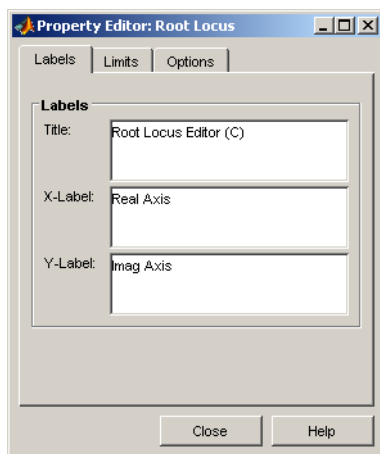 Property Editor: Root Locus
Labels Limits Options
Labels
Title: Root Locus Editor (C)
X-Label: Real Axis
Y-Label: Imag Axis
Close Help